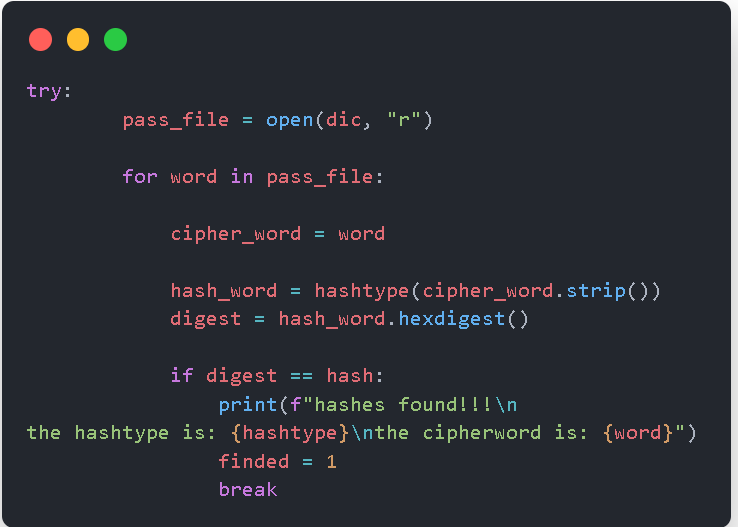 try:
        pass_file = open(dic, "r")
        for word in pass_file:
            cipher_word = word
            hash_word = hashtype(cipher_word.strip())
            digest = hash_word.hexdigest()
            if digest == hash:
                print(f"hashes found!!!\n
the hashtype is: {hashtype}\nthe cipherword is: {word}")
                finded = 1
                break